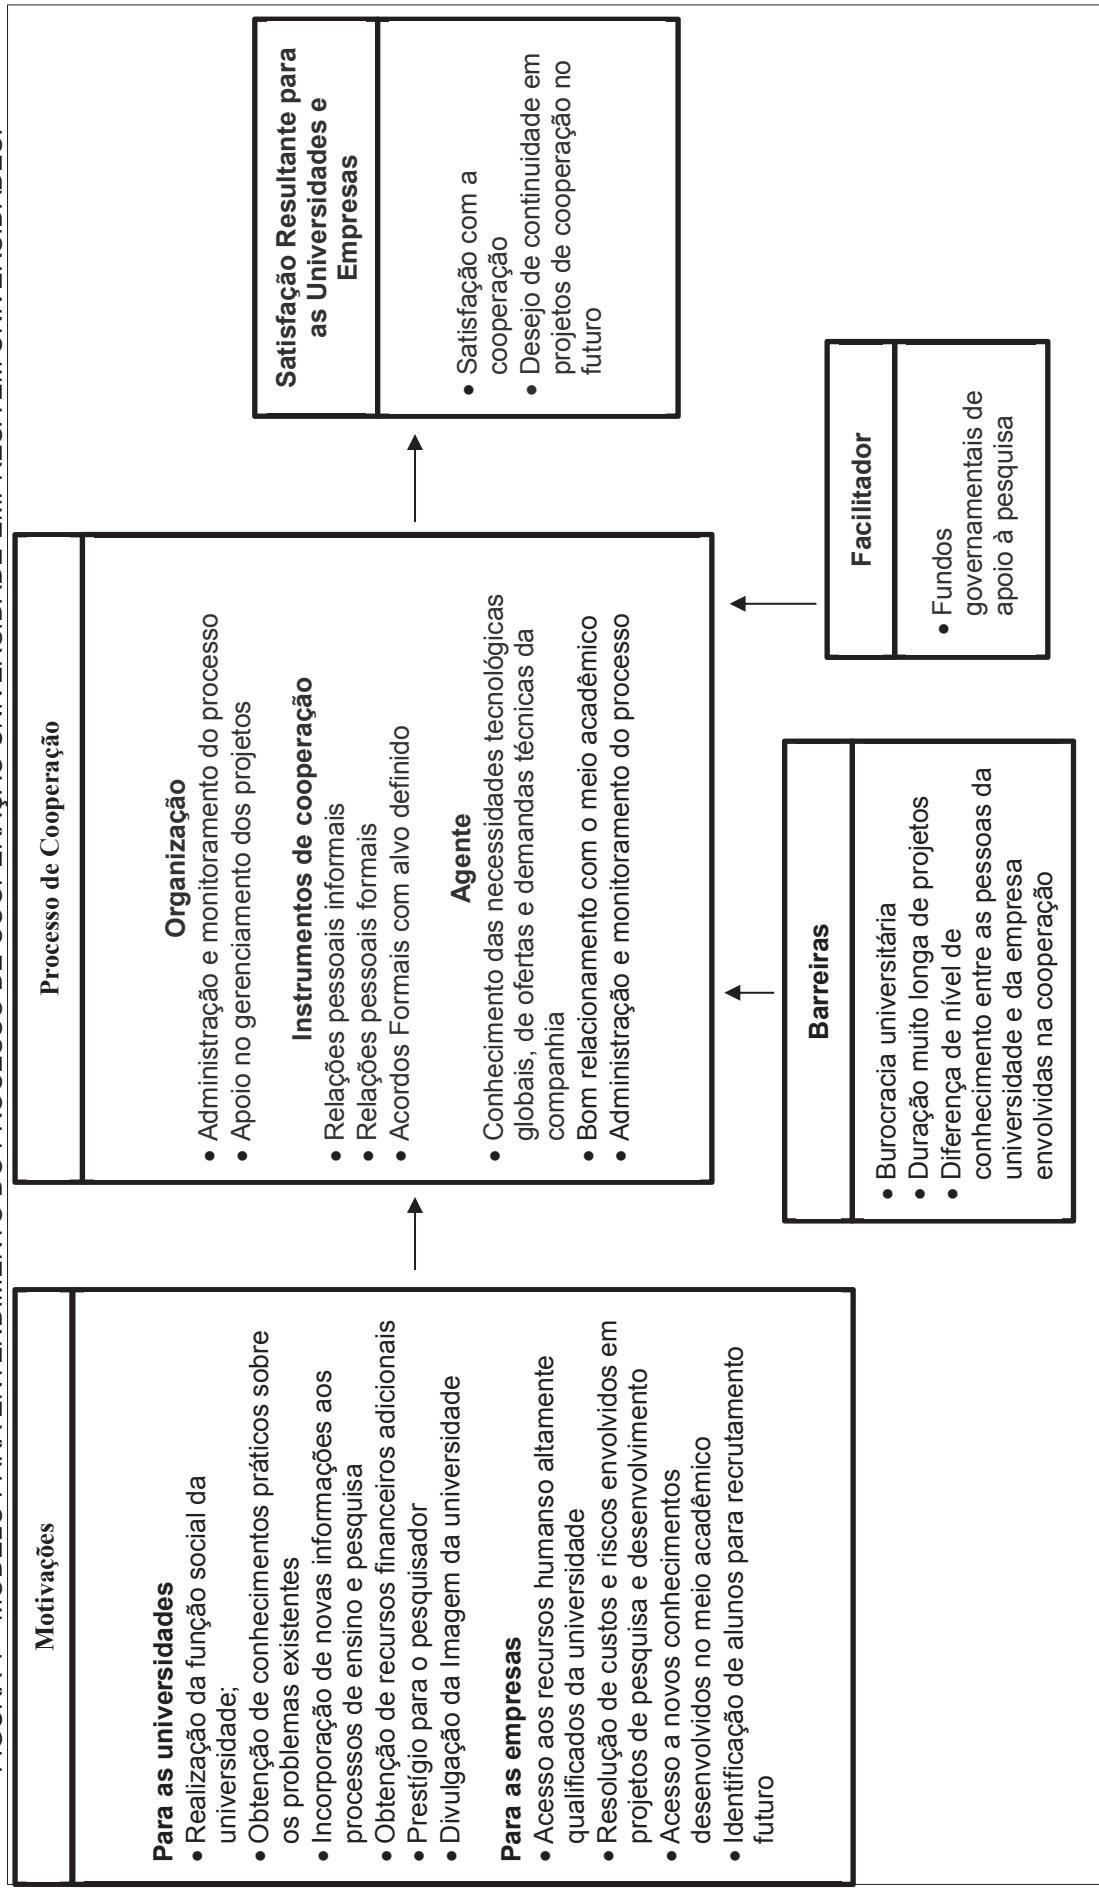 Motivações
Para as universidades
• Realização da função social da
universidade;
• Obtenção de conhecimentos práticos sobre
os problemas existentes
• Incorporação de novas informações aos
processos de ensino e pesquisa
• Obtenção de recursos financeiros adicionais
• Prestígio para o pesquisador
• Divulgação da Imagem da universidade
Para as empresas
• Acesso aos recursos humanso altamente
qualificados da universidade
• Resolução de custos e riscos envolvidos em
projetos de pesquisa e desenvolvimento
• Acesso a novos conhecimentos
desenvolvidos no meio acadêmico
• Identificação de alunos para recrutamento
futuro
Processo de Cooperação
Organização
• Administração e monitoramento do processo
• Apoio no gerenciamento dos projetos
Instrumentos de cooperação
• Relações pessoais informais
• Relações pessoais formais
• Acordos Formais com alvo definido
Agente
• Conhecimento das necessidades tecnológicas
globais, de ofertas e demandas técnicas da
companhia
• Bom relacionamento com o meio acadêmico
• Administração e monitoramento do processo
Satisfação Resultante para
as Universidades e
Empresas
• Satisfação com a
cooperação
• Desejo de continuidade em
projetos de cooperação no
futuro
Barreiras
• Burocracia universitária
• Duração muito longa de projetos
• Diferença de nível de
conhecimento entre as pessoas da
universidade e da empresa
envolvidas na cooperação
Facilitador
• Fundos
governamentais de
apoio à pesquisa